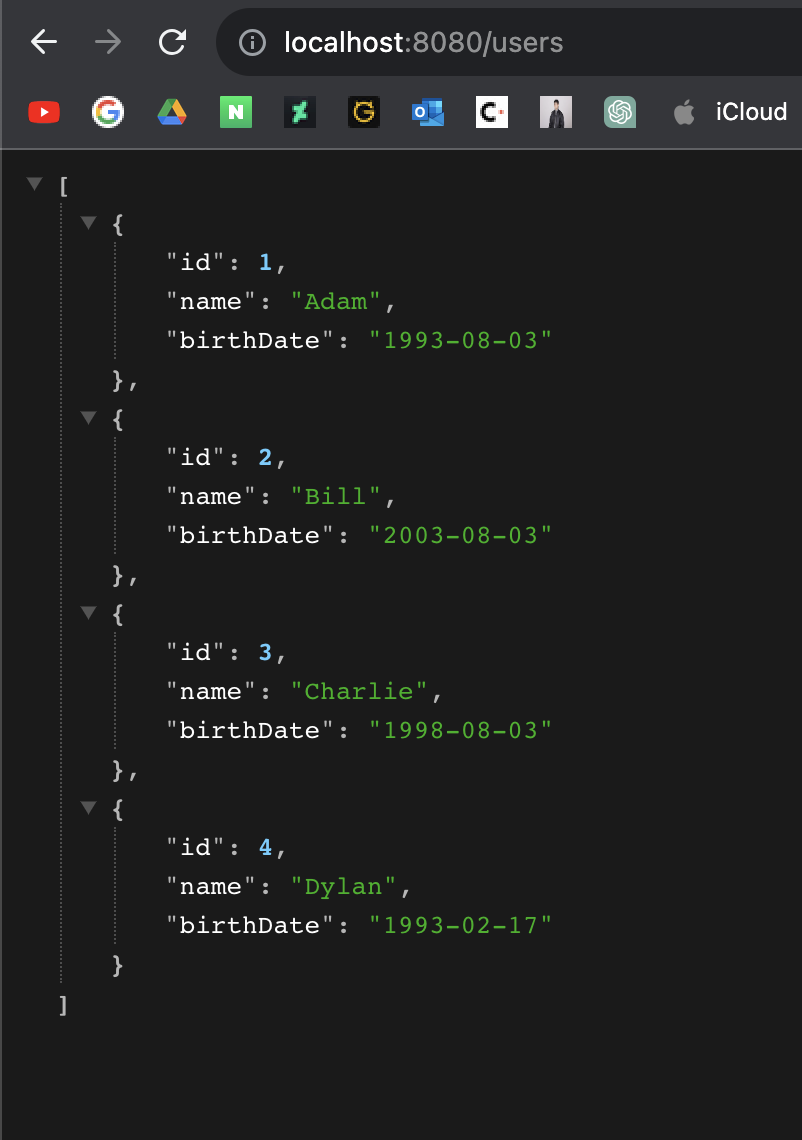 localhost:8080/users
N
G
O
C
iCloud
[
{
"id": 1,
"name": "Adam",
"birthDate": "1993-08-03"
},
{
"id": 2,
"name": "Bill",
"birthDate": "2003-08-03"
},
{
"id": 3,
"name": "Charlie",
"birthDate": "1998-08-03"
},
{
"id": 4,
"name": "Dylan",
"birthDate": "1993-02-17"
}
]